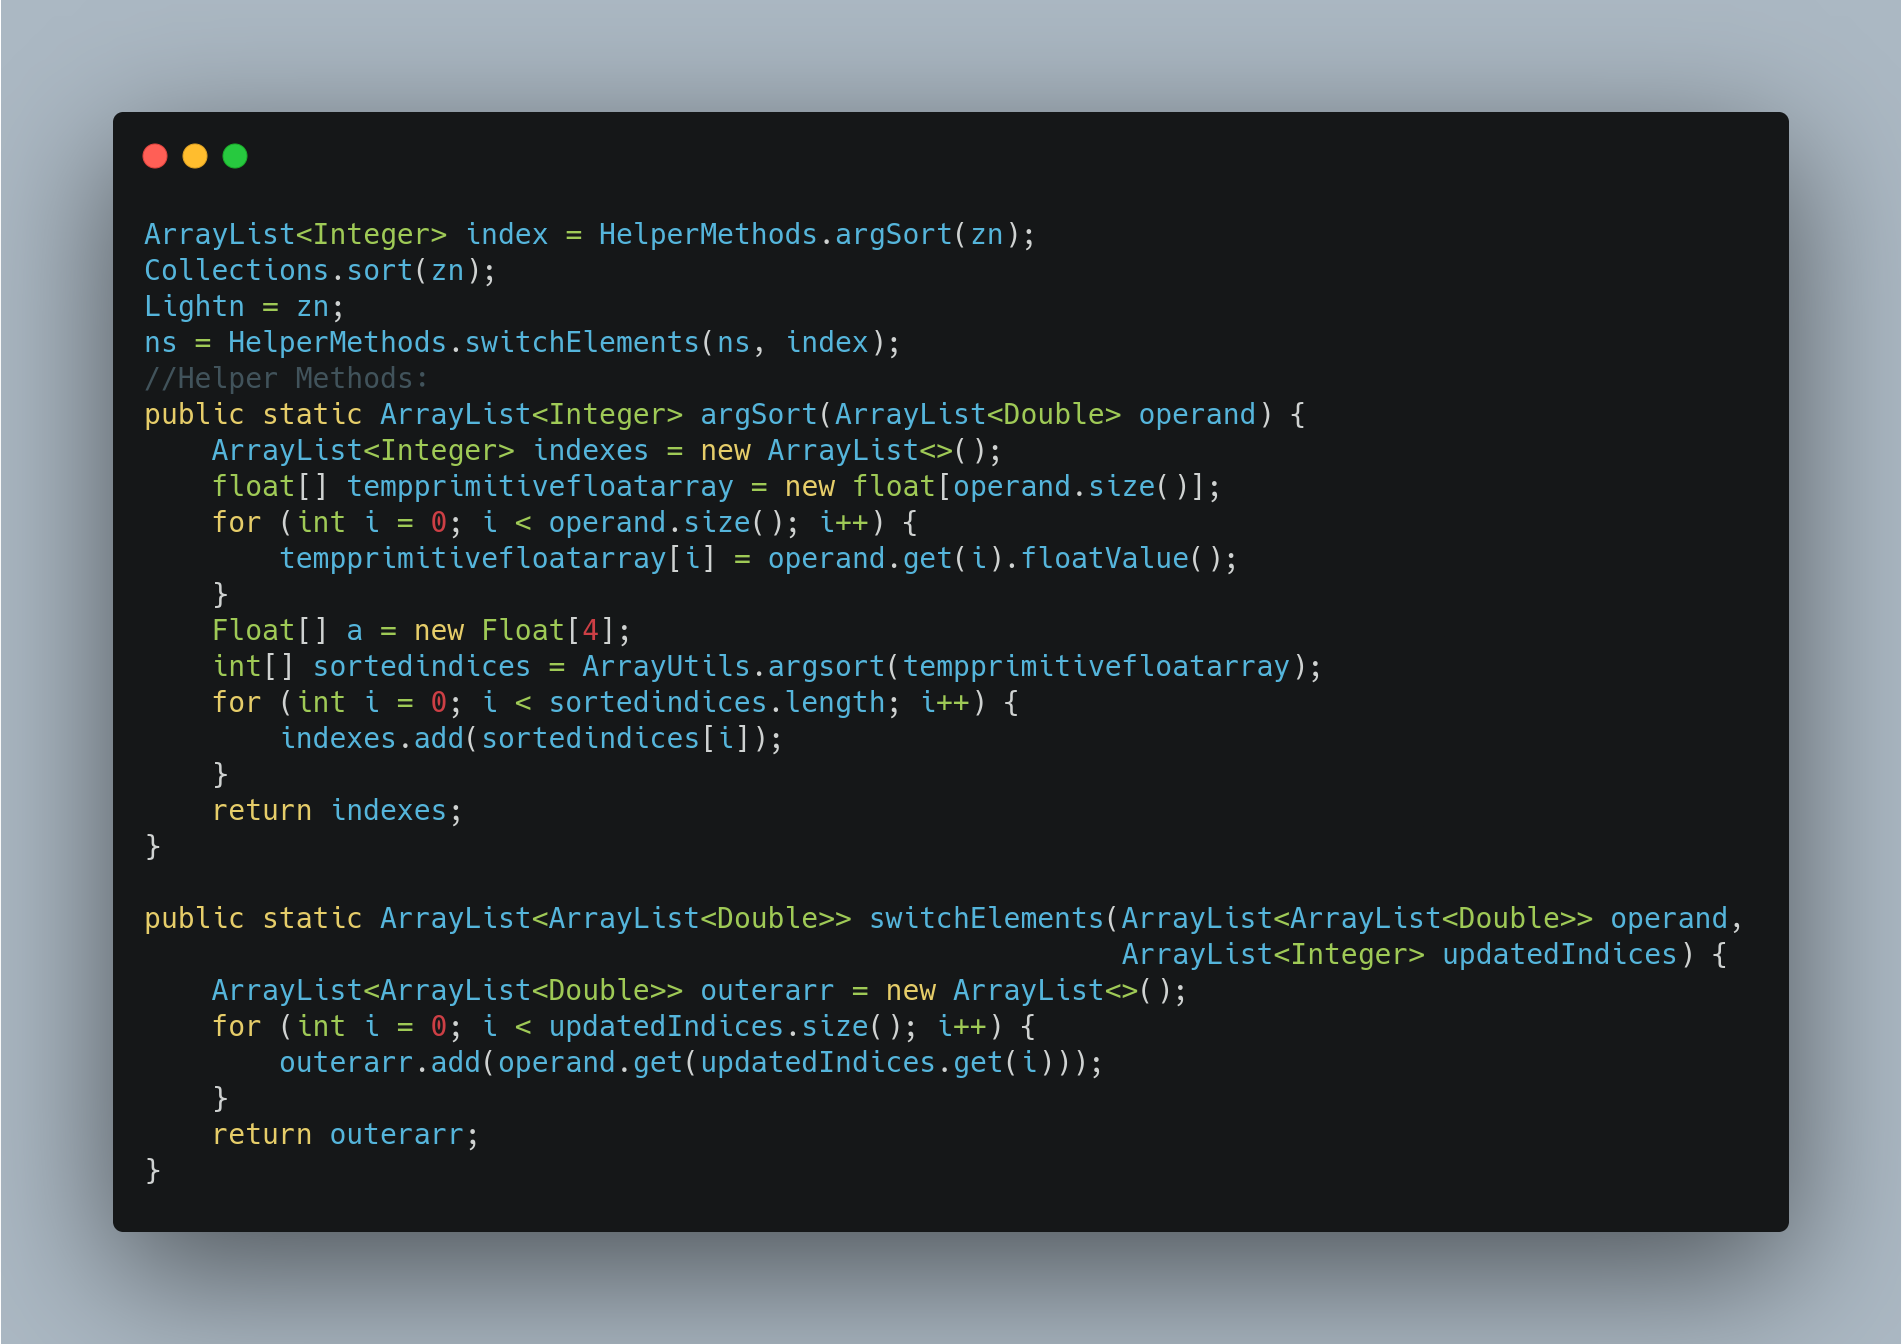 ArrayList<Integer> index = HelperMethods.argSort(zn);
Collections.sort(zn);
Lightn = zn;
ns = HelperMethods.switchElements(ns, index);
//Helper Methods:
public static ArrayList<Integer> argSort(ArrayList<Double> operand) {
    ArrayList<Integer> indexes = new ArrayList<>();
    float[] tempprimitivefloatarray = new float[operand.size()];
    for (int i = 0; i < operand.size(); i++) {
        tempprimitivefloatarray[i] = operand.get(i).floatValue();
    }
    Float[] a = new Float[4];
    int[] sortedindices = ArrayUtils.argsort(tempprimitivefloatarray);
    for (int i = 0; i < sortedindices.length; i++) {
        indexes.add(sortedindices[i]);
    }
    return indexes;
}

public static ArrayList<ArrayList<Double>> switchElements(ArrayList<ArrayList<Double>> operand,
                                                          ArrayList<Integer> updatedIndices) {
    ArrayList<ArrayList<Double>> outerarr = new ArrayList<>();
    for (int i = 0; i < updatedIndices.size(); i++) {
        outerarr.add(operand.get(updatedIndices.get(i)));
    }
    return outerarr;
}